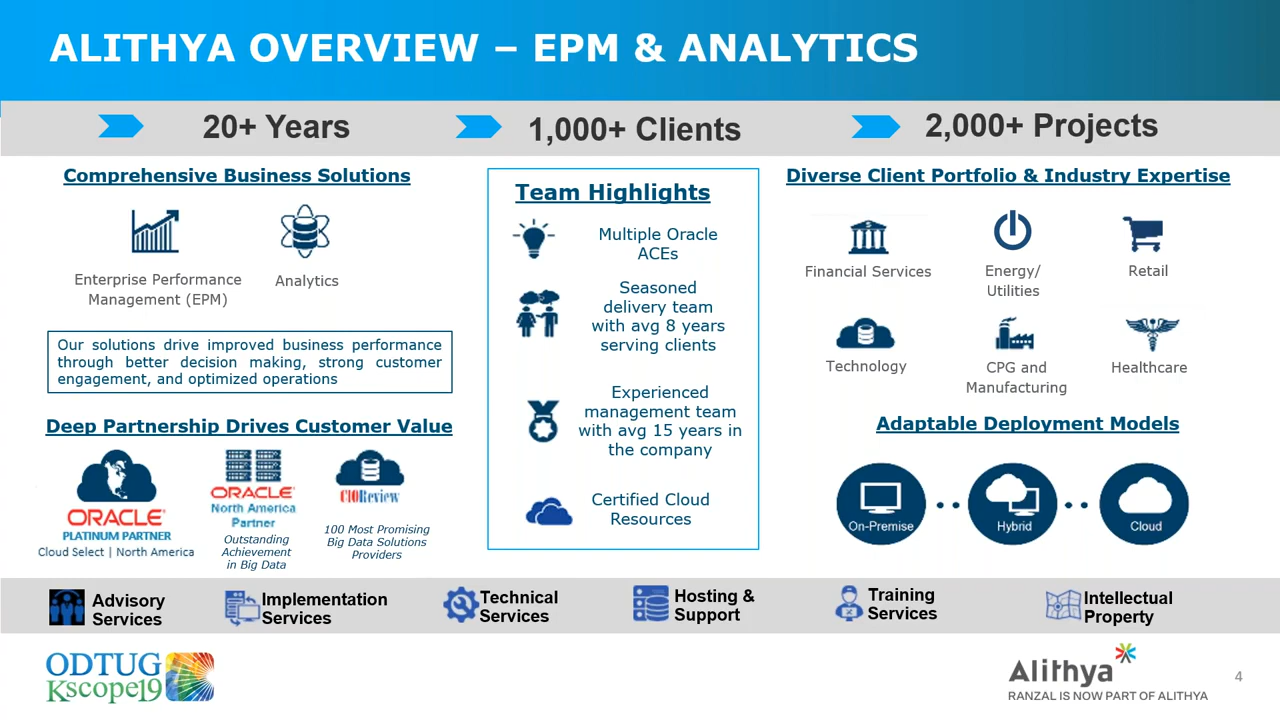 ALITHYA OVERVIEW – EPM & ANALYTICS
20+ Years
1,000+ Clients
2,000+ Projects
Comprehensive Business Solutions
Enterprise Performance
Management (EPM)
Analytics
Our solutions drive improved business performance
through better decision making, strong customer
engagement, and optimized operations
Deep Partnership Drives Customer Value
ORACLE
PLATINUM PARTNER
Cloud Select | North America
ORACLE
North America
Partner
Outstanding
Achievement
in Big Data
CIOReview
100 Most Promising
Big Data Solutions
Providers
Team Highlights
Multiple Oracle
ACEs
Seasoned
delivery team
with avg 8 years
serving clients
Experienced
management team
with avg 15 years in
the company
Certified Cloud
Resources
Diverse Client Portfolio & Industry Expertise
Financial Services
Energy/
Utilities
Retail
Technology
CPG and
Manufacturing
Healthcare
Adaptable Deployment Models
On-Premise
Hybrid
Cloud
Advisory
Services
Implementation
Services
Technical
Services
Hosting &
Support
Training
Services
Intellectual
Property
ODTUG
Kscope19
Alithya
RANZAL IS NOW PART OF ALITHYA
4